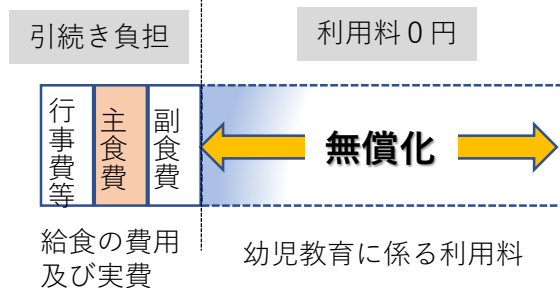 引続き負担
利用料０円
行事費等
主食費
副食費
無償化
給食の費用
及び実費
幼児教育に係る利用料